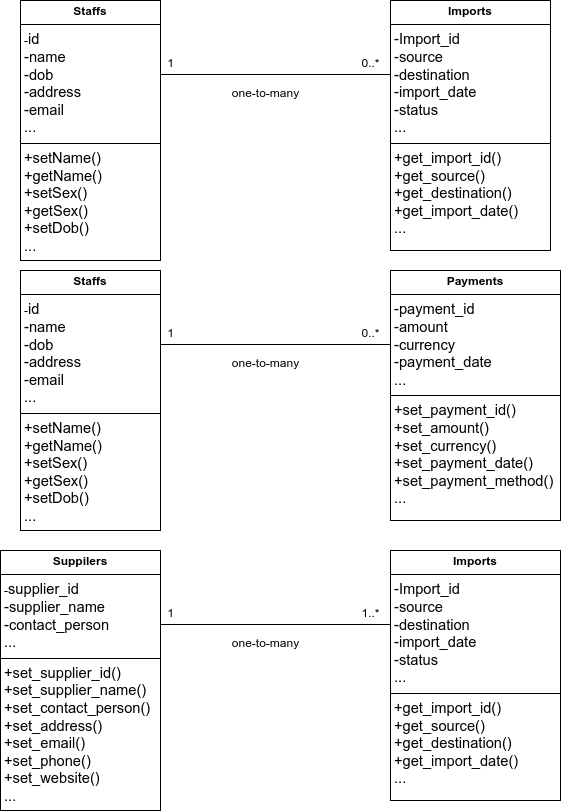 Staffs
-id
-name
-dob
-address
-email
...
+setName()
+getName()
+setSex()
+getSex()
+setDob()
...
1
0..*
one-to-many
Imports
-Import_id
-source
-destination
-import_date
-status
...
+get_import_id()
+get_source()
+get_destination()
+get_import_date()
...
Staffs
-id
-name
-dob
-address
-email
...
+setName()
+getName()
+setSex()
+getSex()
+setDob()
...
1
0..*
one-to-many
Payments
-payment_id
-amount
-currency
-payment_date
...
+set_payment_id()
+set_amount()
+set_currency()
+set_payment_date()
+set_payment_method()
...
Suppilers
-supplier_id
-supplier_name
-contact_person
...
+set_supplier_id()
+set_supplier_name()
+set_contact_person()
+set_address()
+set_email()
+set_phone()
+set_website()
...
1
1..*
one-to-many
Imports
-Import_id
-source
-destination
-import_date
-status
...
+get_import_id()
+get_source()
+get_destination()
+get_import_date()
...